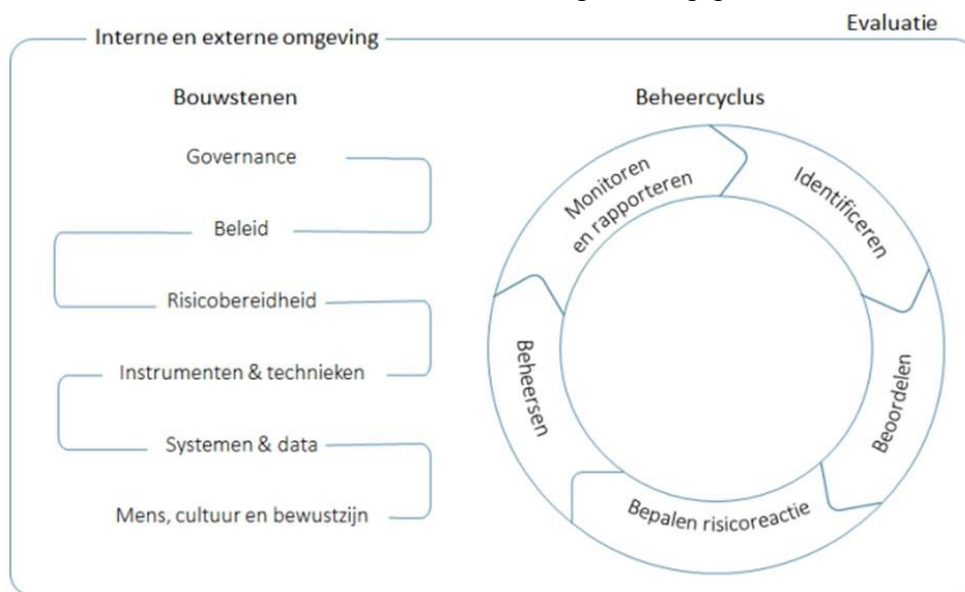 Evaluatie
Interne en externe omgeving
Bouwstenen
Governance
Beleid
Risicobereidheid
Instrumenten & technieken
Systemen & data
Mens, cultuur en bewustzijn
Beheercyclus
Identificeren
Beoordelen
Bepalen risicoreactie
Beheersen
Monitoren
en rapporteren